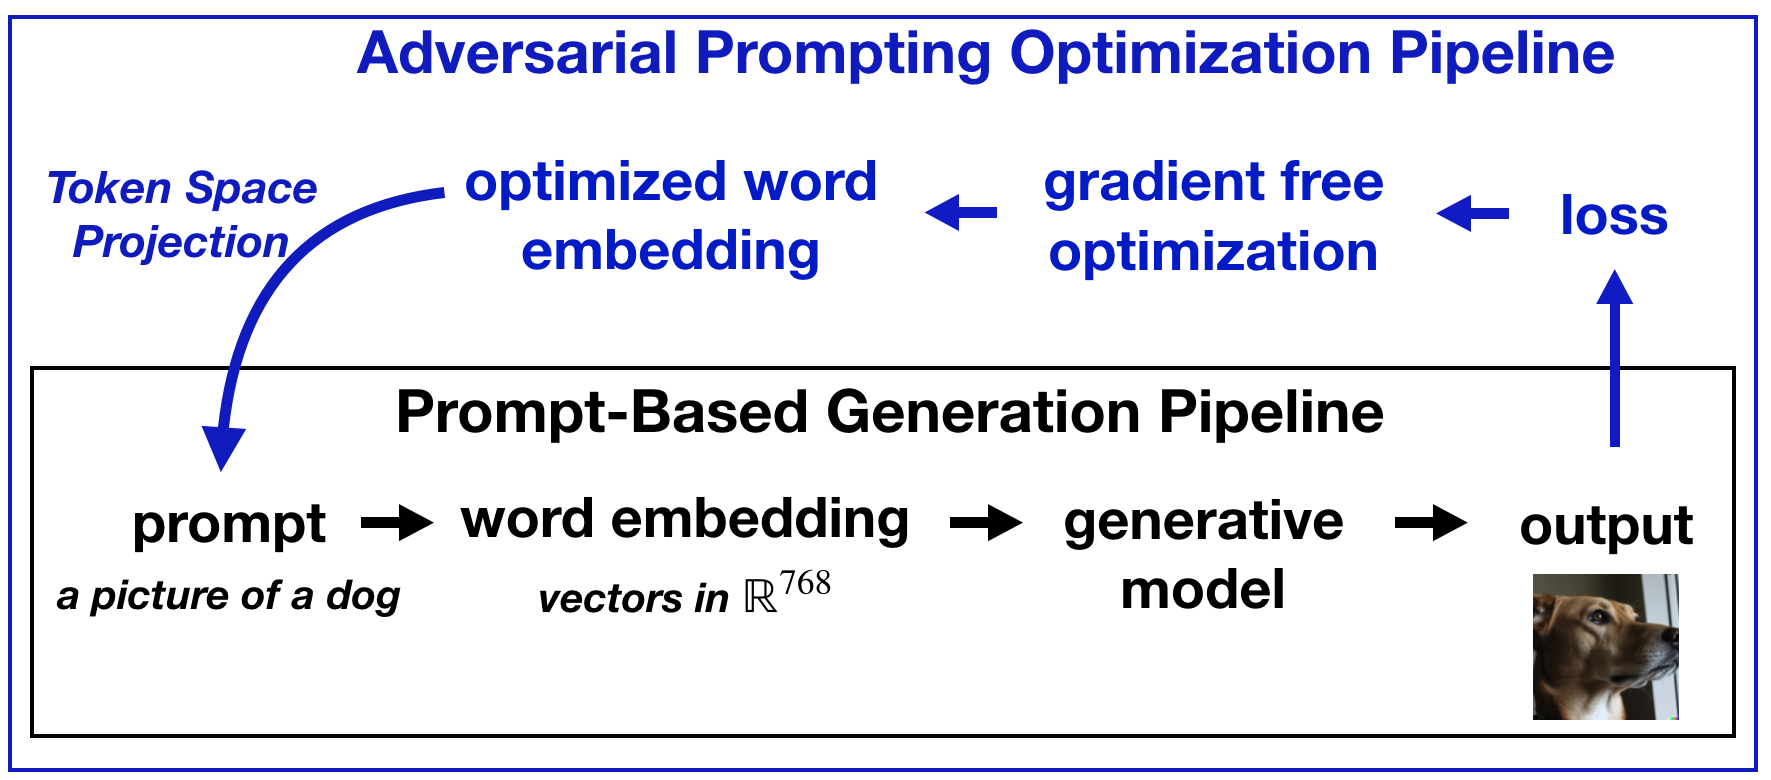 Adversarial Prompting Optimization Pipeline
Token Space
Projection
optimized word
embedding
gradient free
optimization
loss
Prompt-Based Generation Pipeline
prompt
a picture of a dog
word embedding
vectors in ℝ^768
generative
model
output